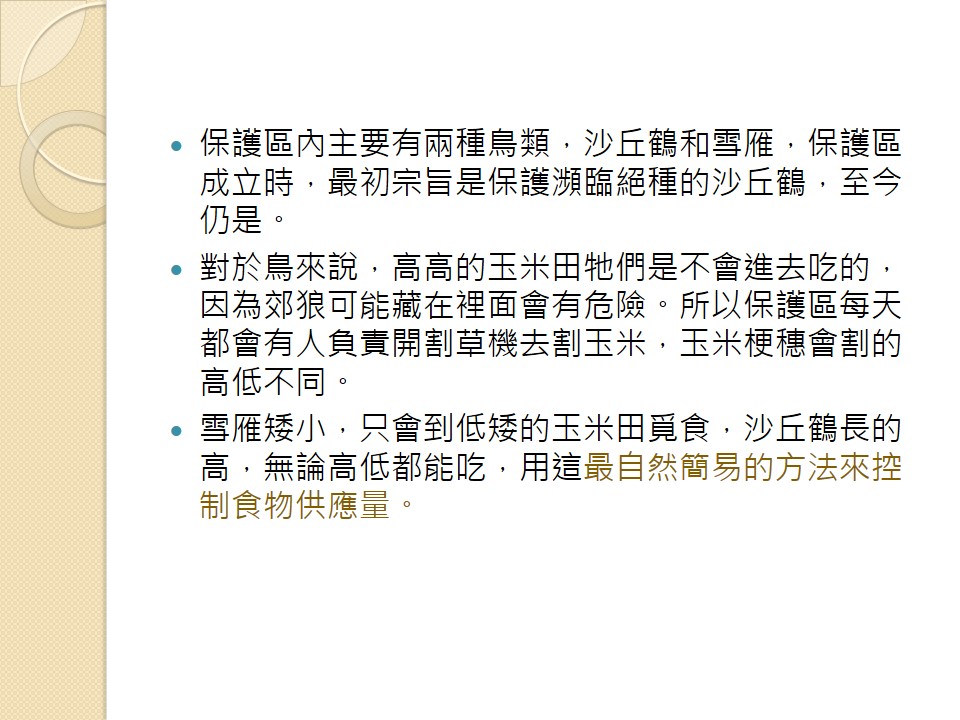 保護區內主要有兩種鳥類，沙丘鶴和雪雁，保護區
成立時，最初宗旨是保護瀕臨絕種的沙丘鶴，至今
仍是。
對於鳥來說，高高的玉米田牠們是不會進去吃的，
因為郊狼可能藏在裡面會有危險。所以保護區每天
都會有人負責開割草機去割玉米，玉米梗穗會割的
高低不同。
雪雁矮小，只會到低矮的玉米田覓食，沙丘鶴長的
高，無論高低都能吃，用這最自然簡易的方法來控
制食物供應量。